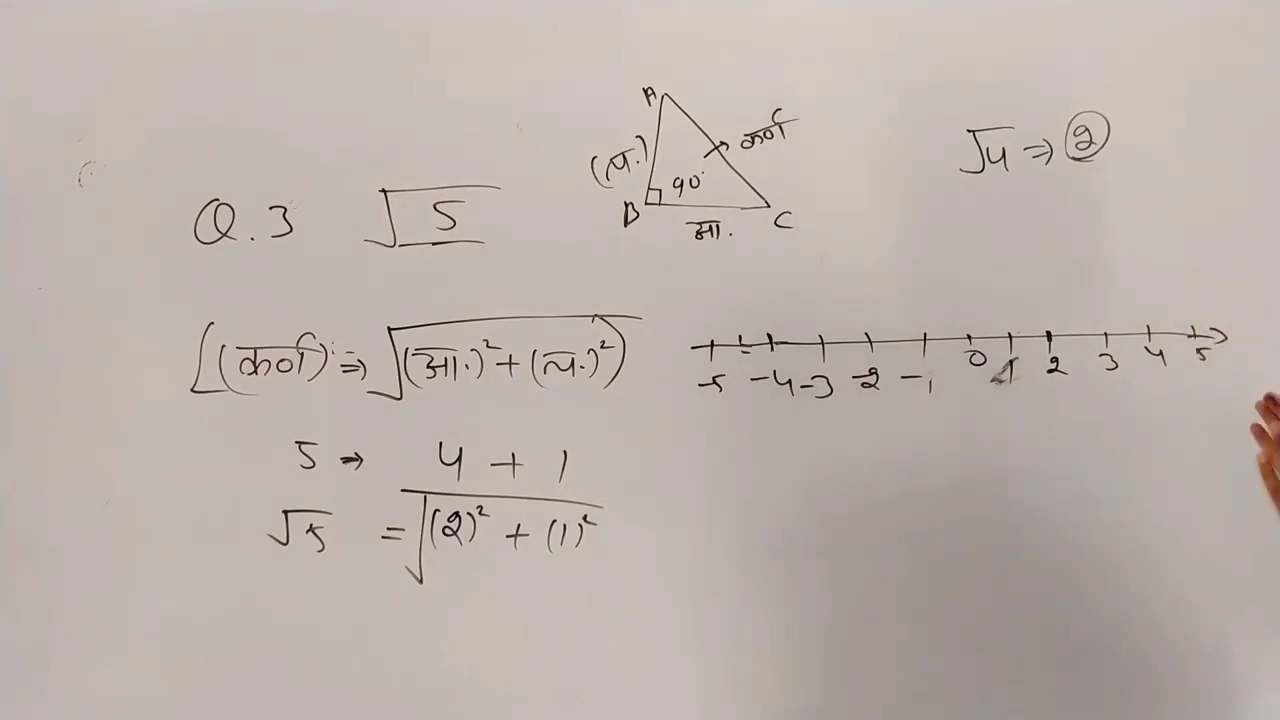 Q.3 √5
A
(ल.)
कर्ण
90°
B
C
आ.
√4 ⇒ 2
[(कर्ण) ⇒ √(आ.)² + (ल.)²)
-5 -4 -3 -2 -1 0 1 2 3 4 5
5 → 4 + 1
√5 = √(2)² + (1)²